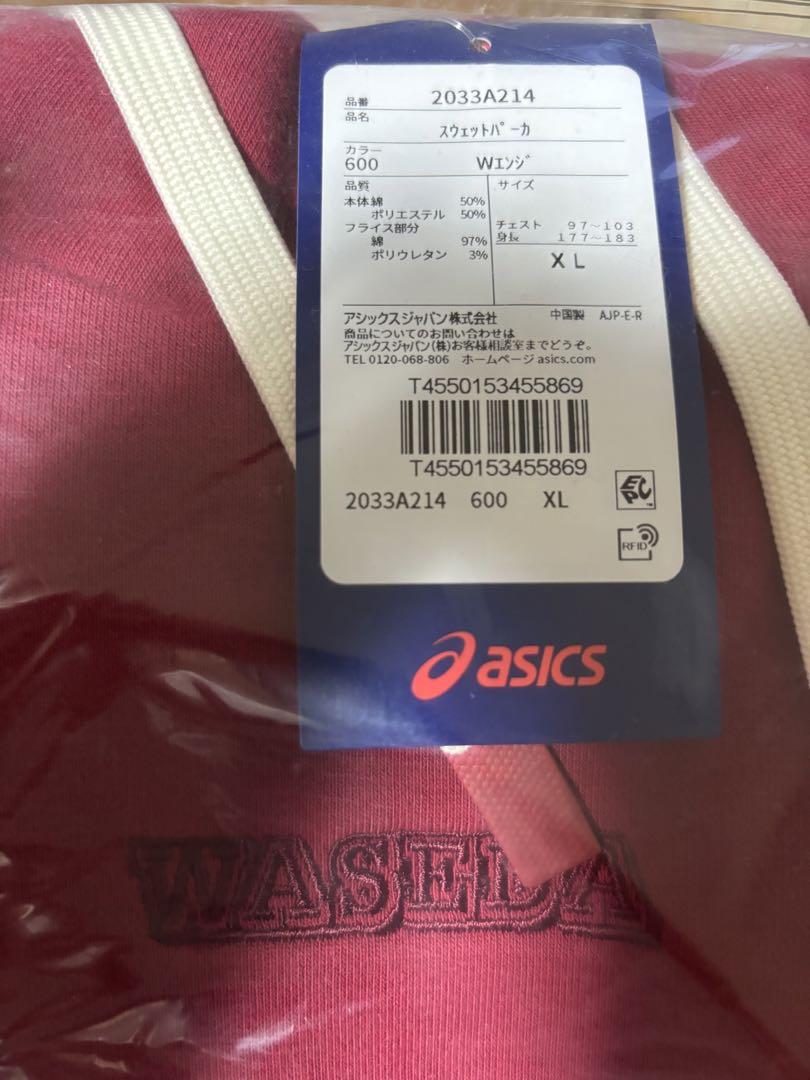 品番 2033A214
品名
スウェットパーカ
カラー
600 Wエンジ
品質
本体綿 50%
ポリエステル 50%
フライス部分
綿 97%
ポリウレタン 3%
サイズ
チェスト 97〜103
身長 177〜183
XL
アシックスジャパン株式会社 中国製 AJP-E-R
商品についてのお問い合わせは
アシックスジャパン(株)お客様相談室までどうぞ。
TEL 0120-068-806 ホームページ asics.com
T4550153455869
T4550153455869
2033A214 600 XL
EPC
RFID
asics
WASEDA